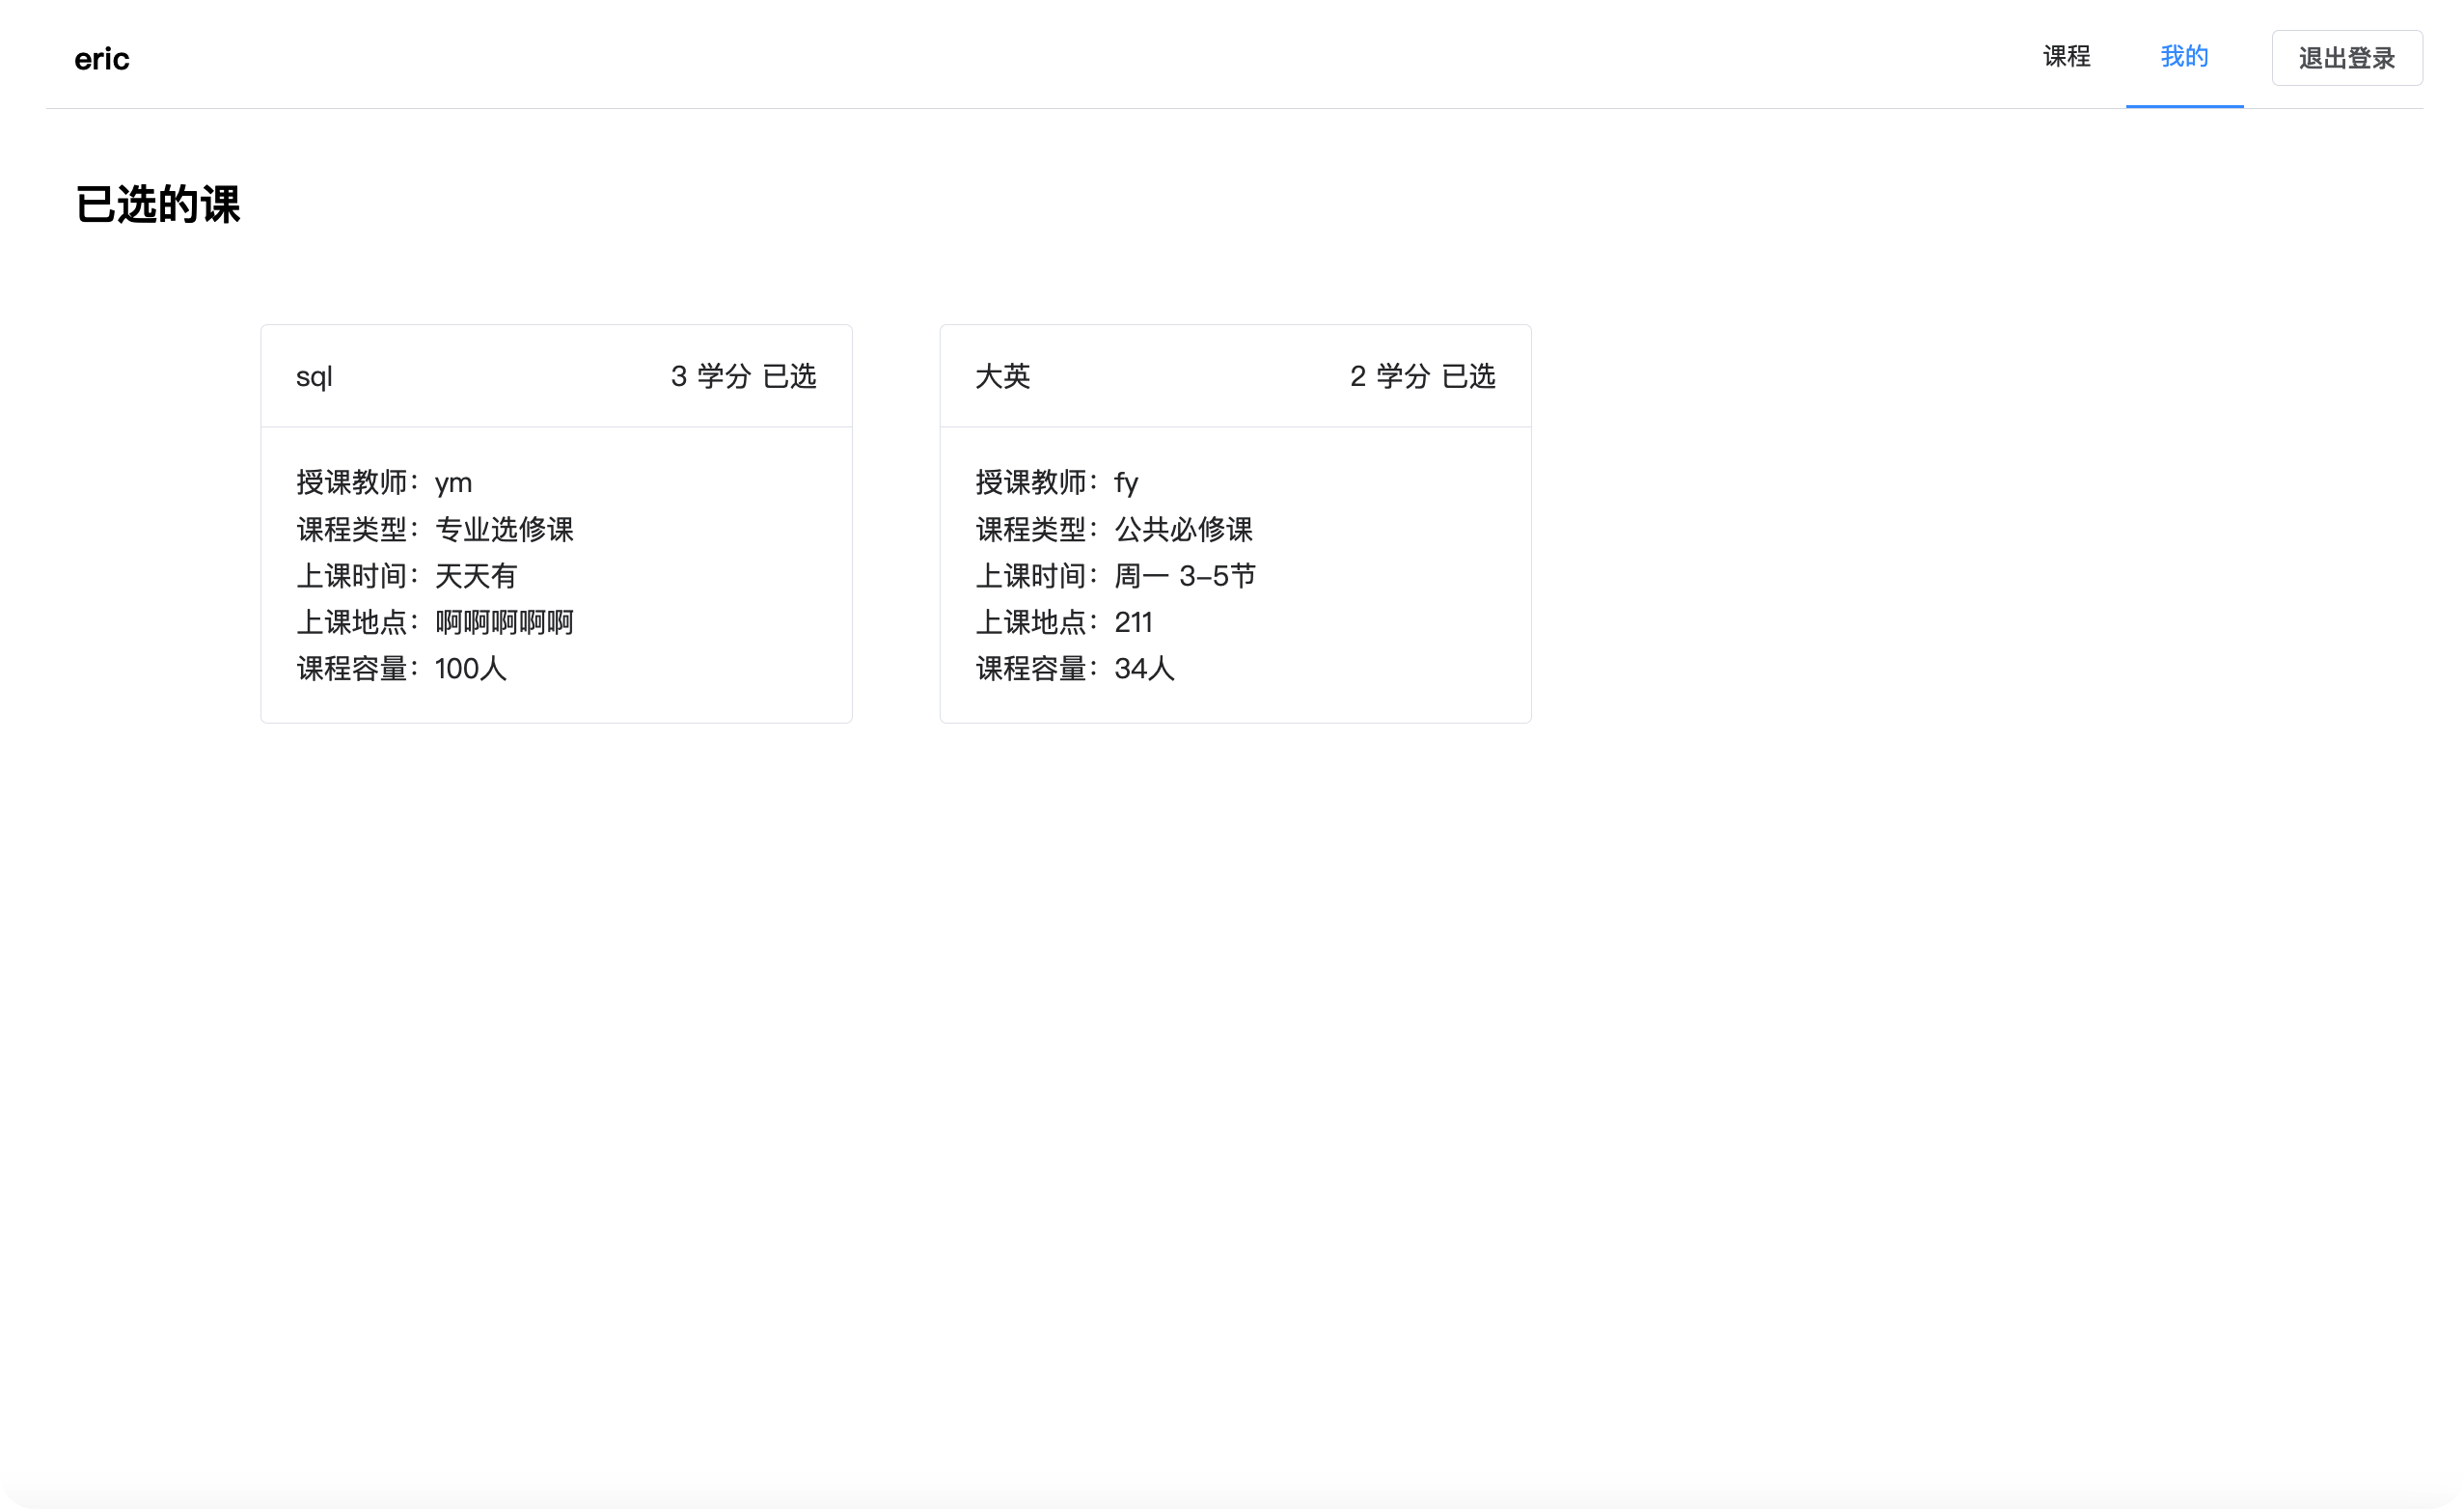 eric
课程 我的 退出登录
已选的课
sql 3 学分 已选
授课教师：ym
课程类型：专业选修课
上课时间：天天有
上课地点：啊啊啊啊啊
课程容量：100人
大英 2 学分 已选
授课教师：fy
课程类型：公共必修课
上课时间：周一 3-5节
上课地点：211
课程容量：34人